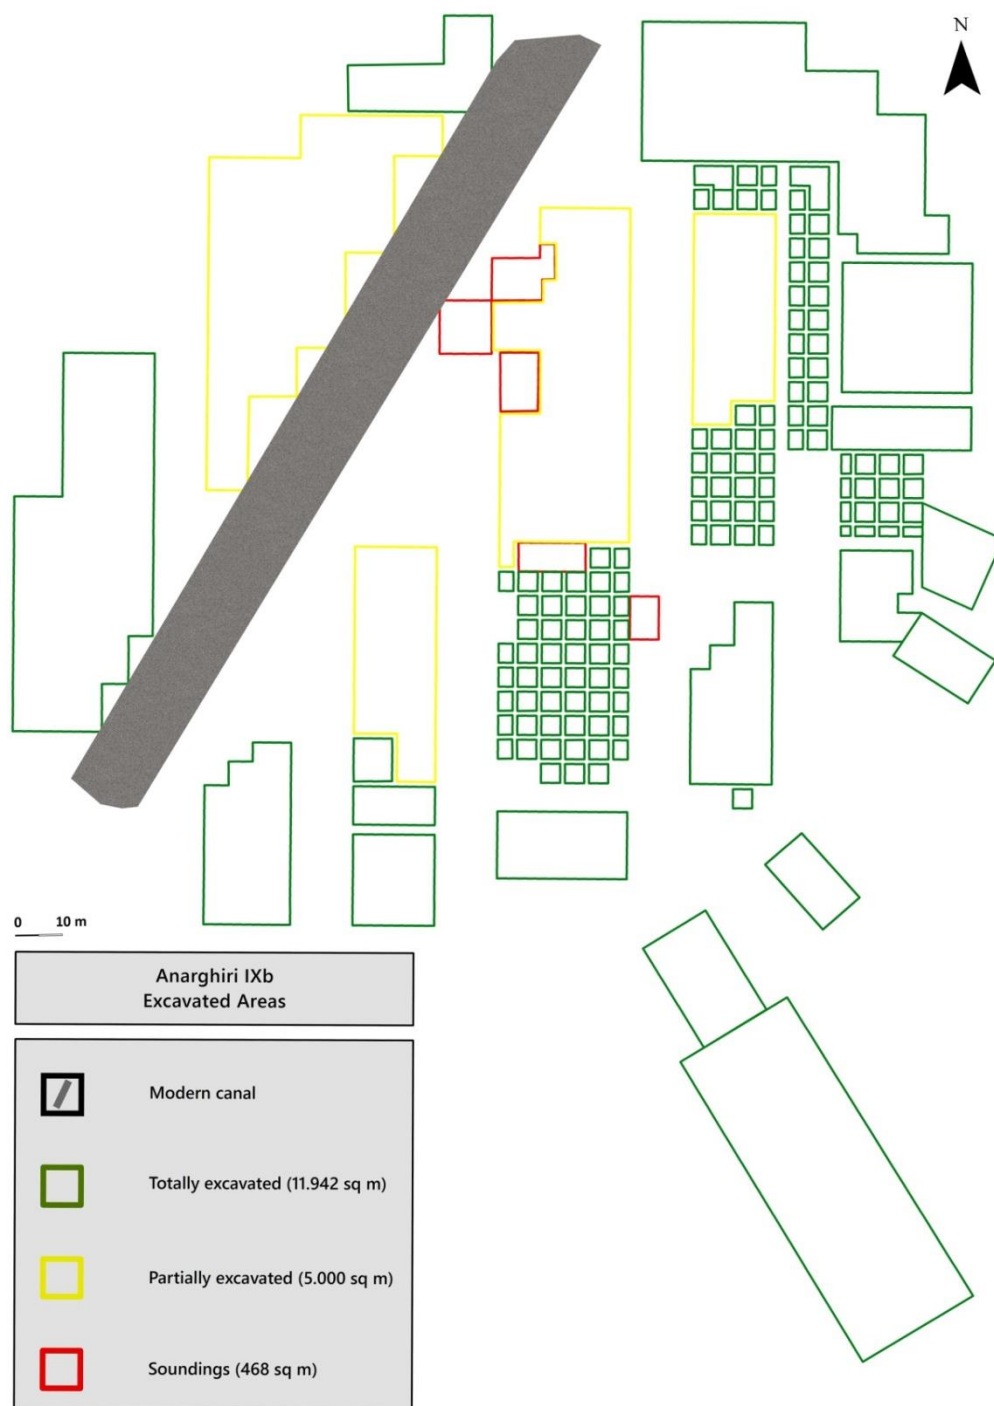 N
0 10 m
Anarghiri IXb
Excavated Areas
Modern canal
Totally excavated (11.942 sq m)
Partially excavated (5.000 sq m)
Soundings (468 sq m)